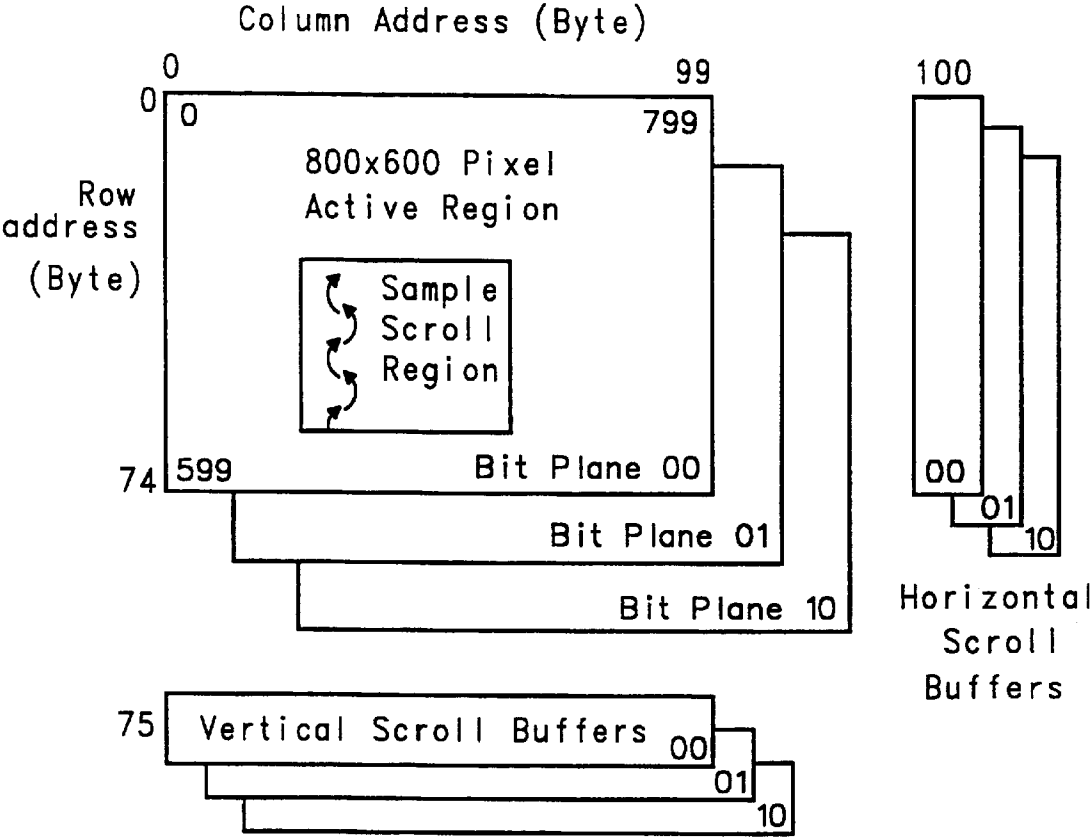 Column Address (Byte)
0 99 100
0
0 799
800x600 Pixel
Active Region
Row
address
(Byte)
Sample
Scroll
Region
74
599 Bit Plane 00
00
01
10
Bit Plane 01
Bit Plane 10
Horizontal
Scroll
Buffers
75
Vertical Scroll Buffers 00
01
10